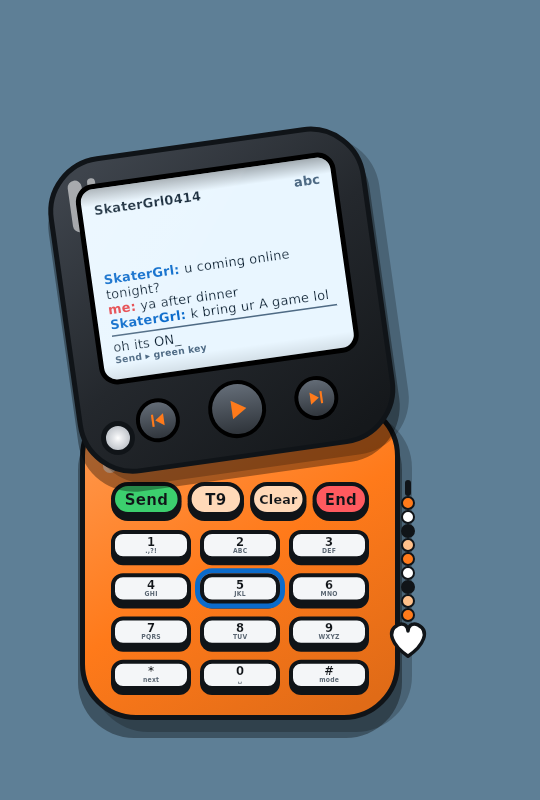 SkaterGrl0414 abc
SkaterGrl: u coming online
tonight?
me: ya after dinner
SkaterGrl: k bring ur A game lol
oh its ON_
Send ▸ green key
Send T9 Clear End
1 2 3
.,?! ABC DEF
4 5 6
GHI JKL MNO
7 8 9
PQRS TUV WXYZ
* 0 #
next ␣ mode